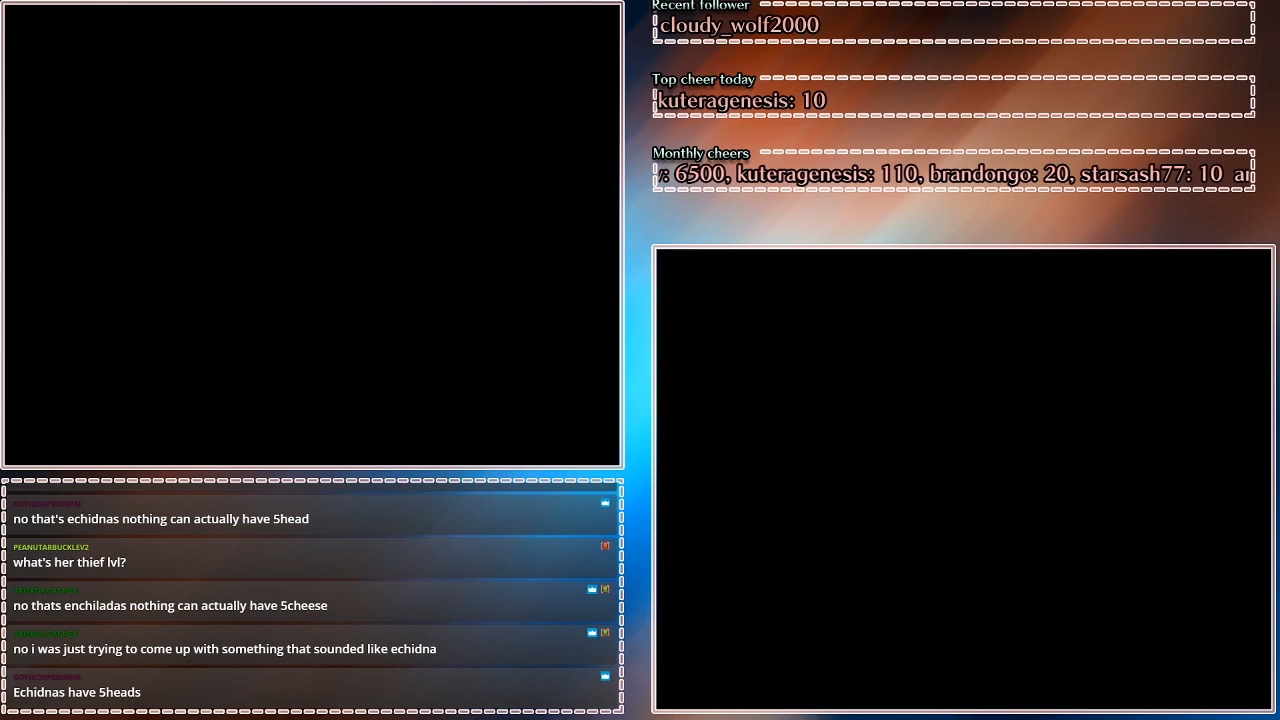 Recent follower
cloudy_wolf2000
Top cheer today
kuteragenesis: 10
Monthly cheers
: 6500, kuteragenesis: 110, brandongo: 20, starsash77: 10
no that's echidnas nothing can actually have 5head
PEANUTARBUCKLEV2
what's her thief lvl?
no thats enchiladas nothing can actually have 5cheese
no i was just trying to come up with something that sounded like echidna
Echidnas have 5heads